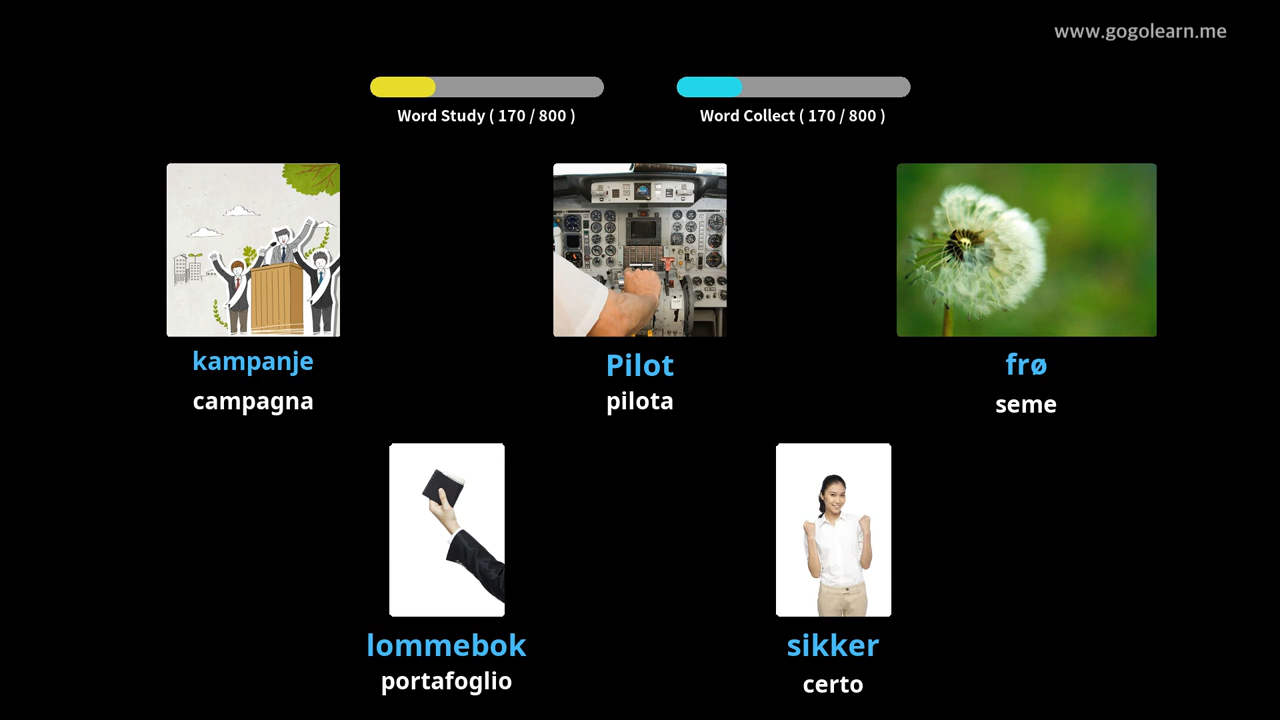 www.gogolearn.me
Word Study ( 170 / 800 )
Word Collect ( 170 / 800 )
kampanje
campagna
Pilot
pilota
frø
seme
lommebok
portafoglio
sikker
certo